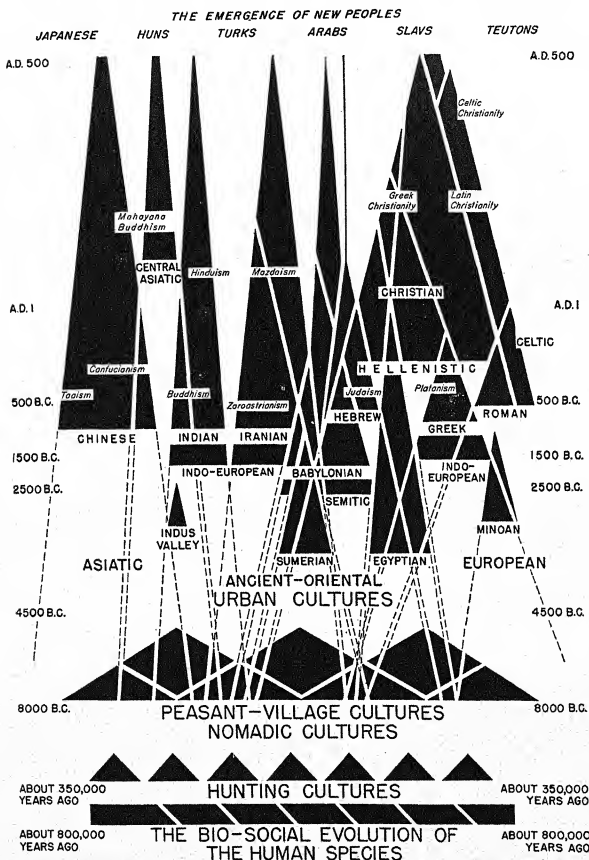 THE EMERGENCE OF NEW PEOPLES
JAPANESE HUNS TURKS ARABS SLAVS TEUTONS
A.D. 500 A.D. 500
Celtic
Christianity
Mahayana
Buddhism
Greek
Christianity
Latin
Christianity
CENTRAL
ASIATIC
Hinduism
Mazdaism
CHRISTIAN
A.D. I A.D. I
CELTIC
Confucianism
HELLENISTIC
Taoism
Buddhism
Zoroastrianism
Judaism
Platonism
500 B.C. 500 B.C.
HEBREW
ROMAN
GREEK
CHINESE
INDIAN
IRANIAN
1500 B.C. 1500 B.C.
INDO-EUROPEAN
BABYLONIAN
INDO-
EUROPEAN
2500 B.C. 2500 B.C.
SEMITIC
INDUS
VALLEY
MINOAN
ASIATIC
SUMERIAN
EGYPTIAN
EUROPEAN
ANCIENT-ORIENTAL
URBAN CULTURES
4500 B.C. 4500 B.C.
8000 B.C. 8000 B.C.
PEASANT-VILLAGE CULTURES
NOMADIC CULTURES
ABOUT 350,000
YEARS AGO
HUNTING CULTURES
ABOUT 350,000
YEARS AGO
ABOUT 800,000
YEARS AGO
THE BIO-SOCIAL EVOLUTION OF
THE HUMAN SPECIES
ABOUT 800,000
YEARS AGO